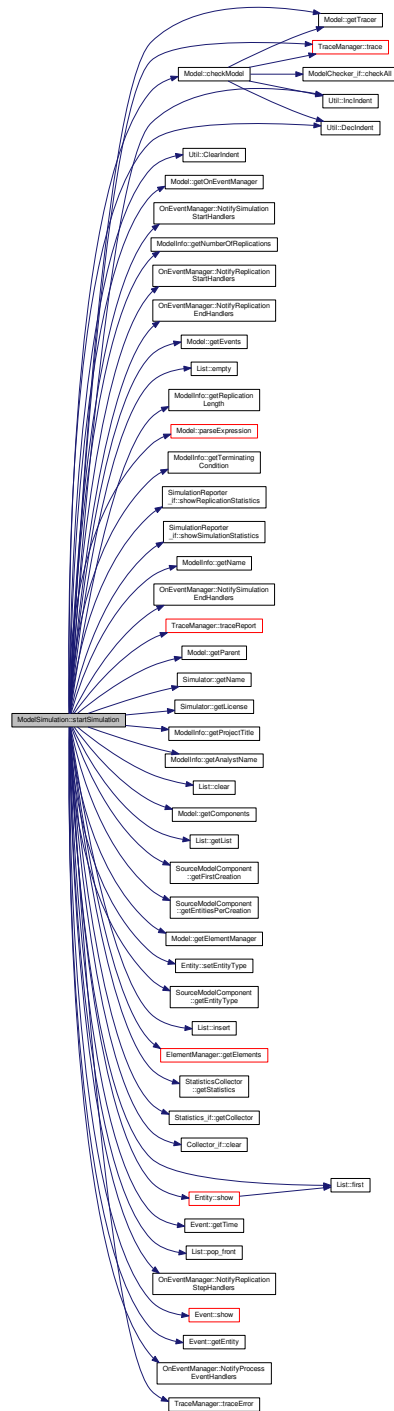 Model::getTracer
TraceManager::trace
Model::checkModel
ModelChecker_if::checkAll
Util::IncIndent
Util::DecIndent
Util::ClearIndent
Model::getOnEventManager
OnEventManager::NotifySimulation
StartHandlers
ModelInfo::getNumberOfReplications
OnEventManager::NotifyReplication
StartHandlers
OnEventManager::NotifyReplication
EndHandlers
Model::getEvents
List::empty
ModelInfo::getReplication
Length
Model::parseExpression
ModelInfo::getTerminating
Condition
SimulationReporter
_if::showReplicationStatistics
SimulationReporter
_if::showSimulationStatistics
ModelInfo::getName
OnEventManager::NotifySimulation
EndHandlers
TraceManager::traceReport
Model::getParent
Simulator::getName
Simulator::getLicense
ModelSimulation::startSimulation
ModelInfo::getProjectTitle
ModelInfo::getAnalystName
List::clear
Model::getComponents
List::getList
SourceModelComponent
::getFirstCreation
SourceModelComponent
::getEntitiesPerCreation
Model::getElementManager
Entity::setEntityType
SourceModelComponent
::getEntityType
List::insert
ElementManager::getElements
StatisticsCollector
::getStatistics
Statistics_if::getCollector
Collector_if::clear
List::first
Entity::show
Event::getTime
List::pop_front
OnEventManager::NotifyReplication
StepHandlers
Event::show
Event::getEntity
OnEventManager::NotifyProcess
EventHandlers
TraceManager::traceError